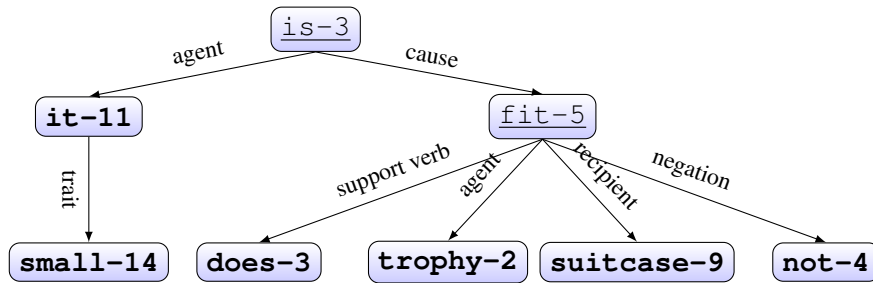 is-3
agent
cause
it-11
fit-5
trait
support verb
agent
recipient
negation
small-14
does-3
trophy-2
suitcase-9
not-4